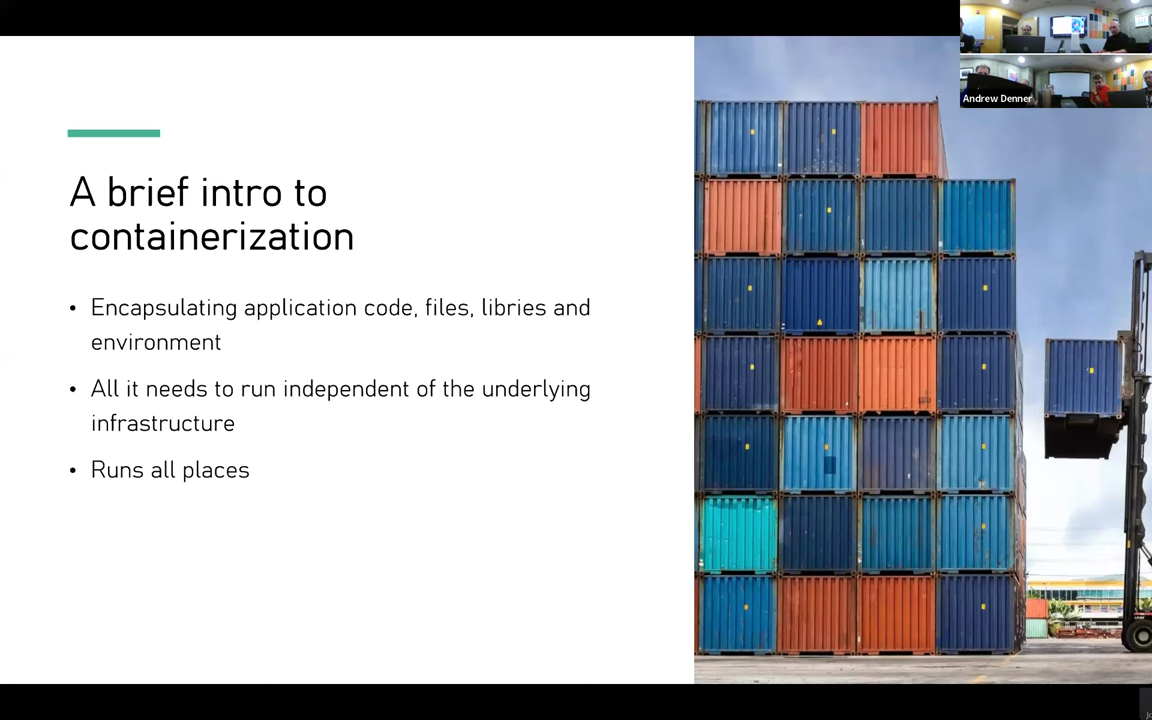 Andrew Denner
A brief intro to
containerization
• Encapsulating application code, files, libries and
environment
• All it needs to run independent of the underlying
infrastructure
• Runs all places